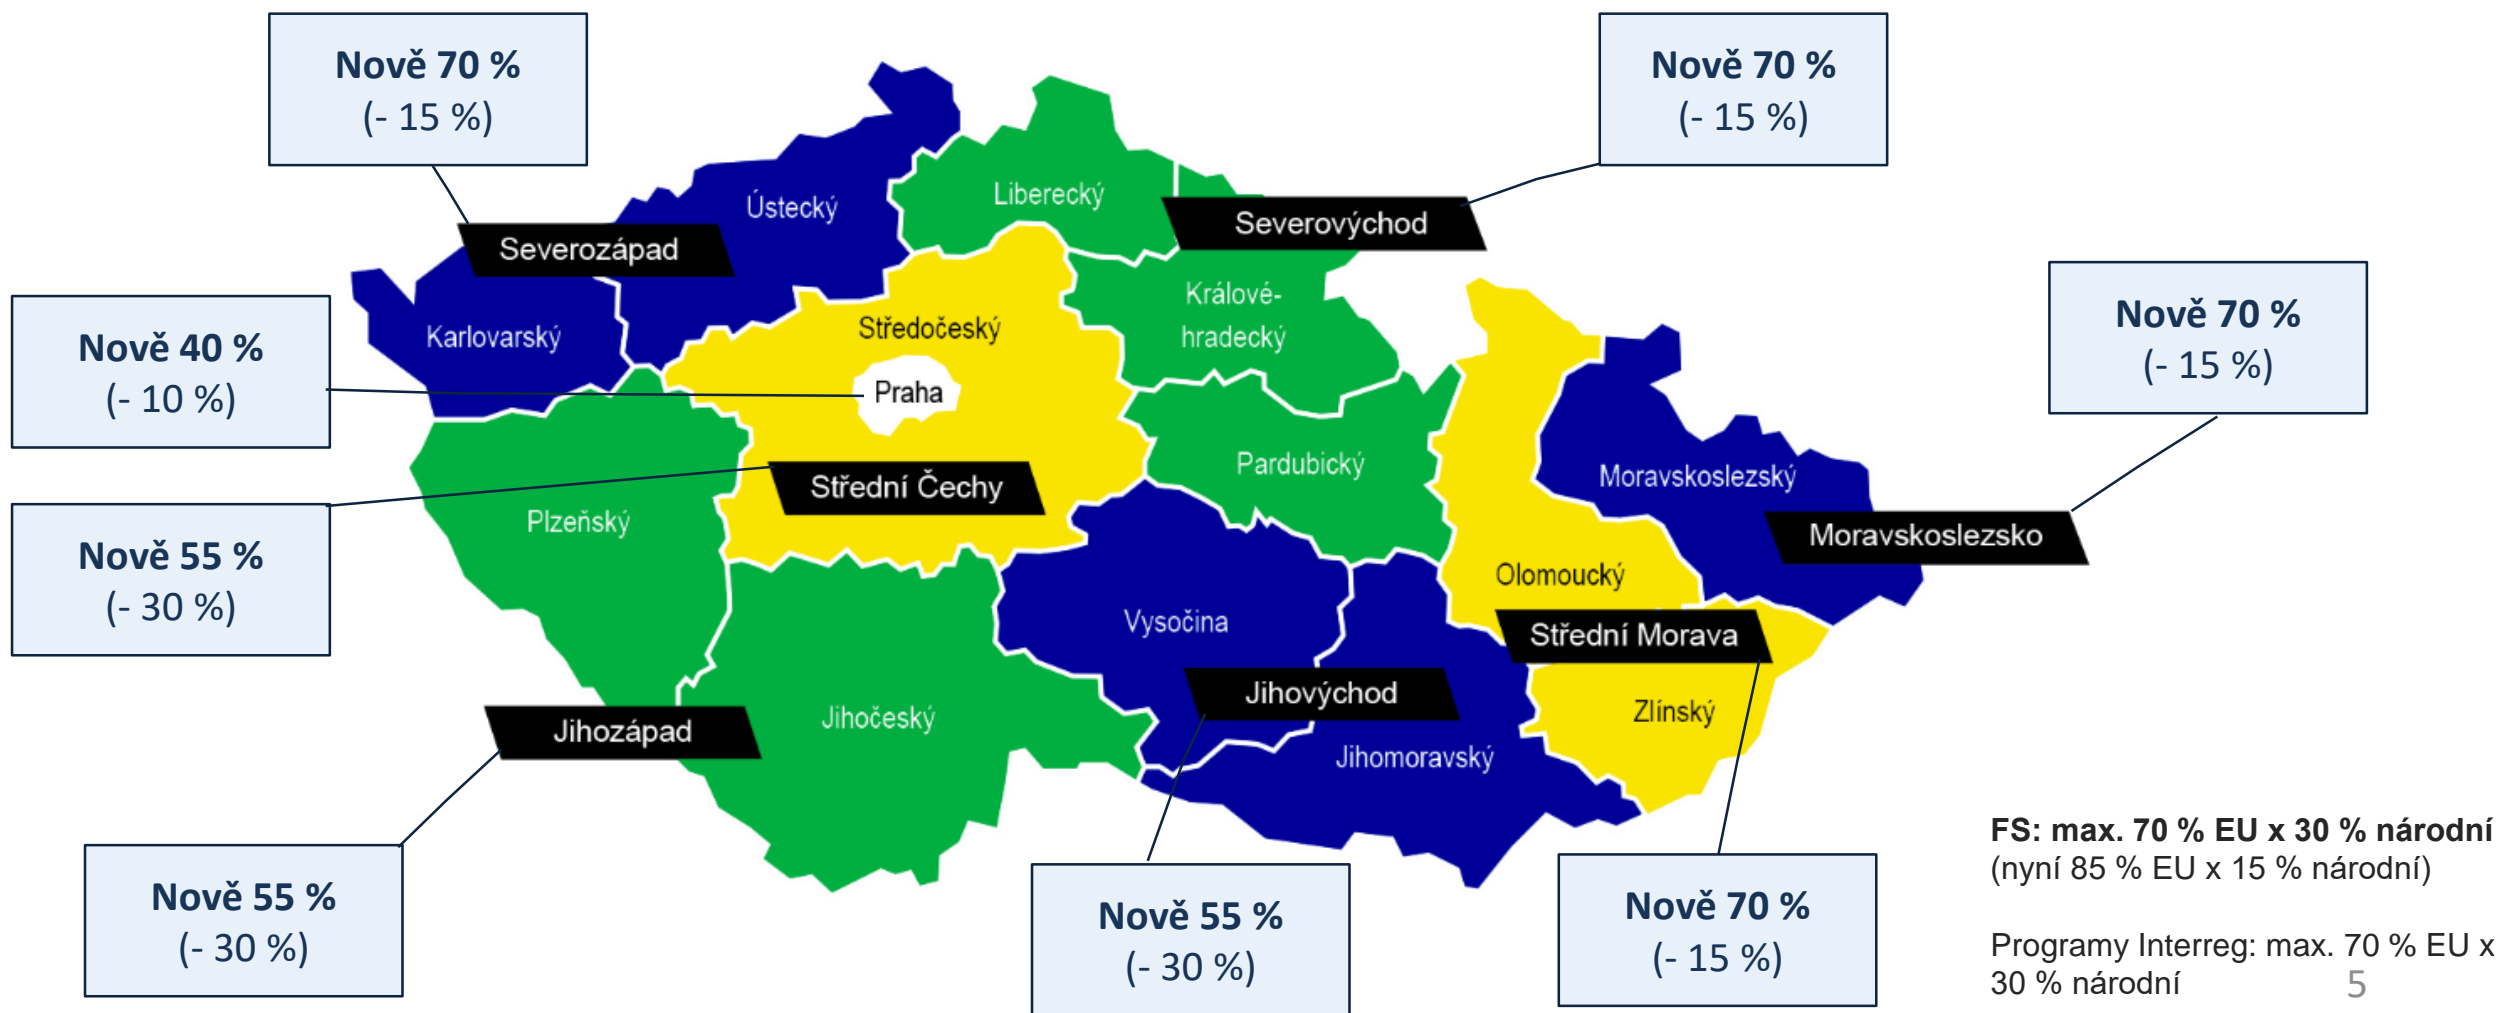 Nově 70 %
(- 15 %)
Nově 70 %
(- 15 %)
Ústecký
Liberecký
Severovýchod
Severozápad
Nově 70 %
(- 15 %)
Králové-
hradecký
Karlovarský
Středočeský
Nově 40 %
(- 10 %)
Praha
Pardubický
Moravskoslezský
Střední Čechy
Plzeňský
Moravskoslezsko
Nově 55 %
(- 30 %)
Olomoucký
Vysočina
Střední Morava
Jihovýchod
Zlínský
Jihočeský
Jihozápad
Jihomoravský
Nově 55 %
(- 30 %)
Nově 55 %
(- 30 %)
Nově 70 %
(- 15 %)
FS: max. 70 % EU x 30 % národní
(nyní 85 % EU x 15 % národní)
Programy Interreg: max. 70 % EU x
30 % národní
5